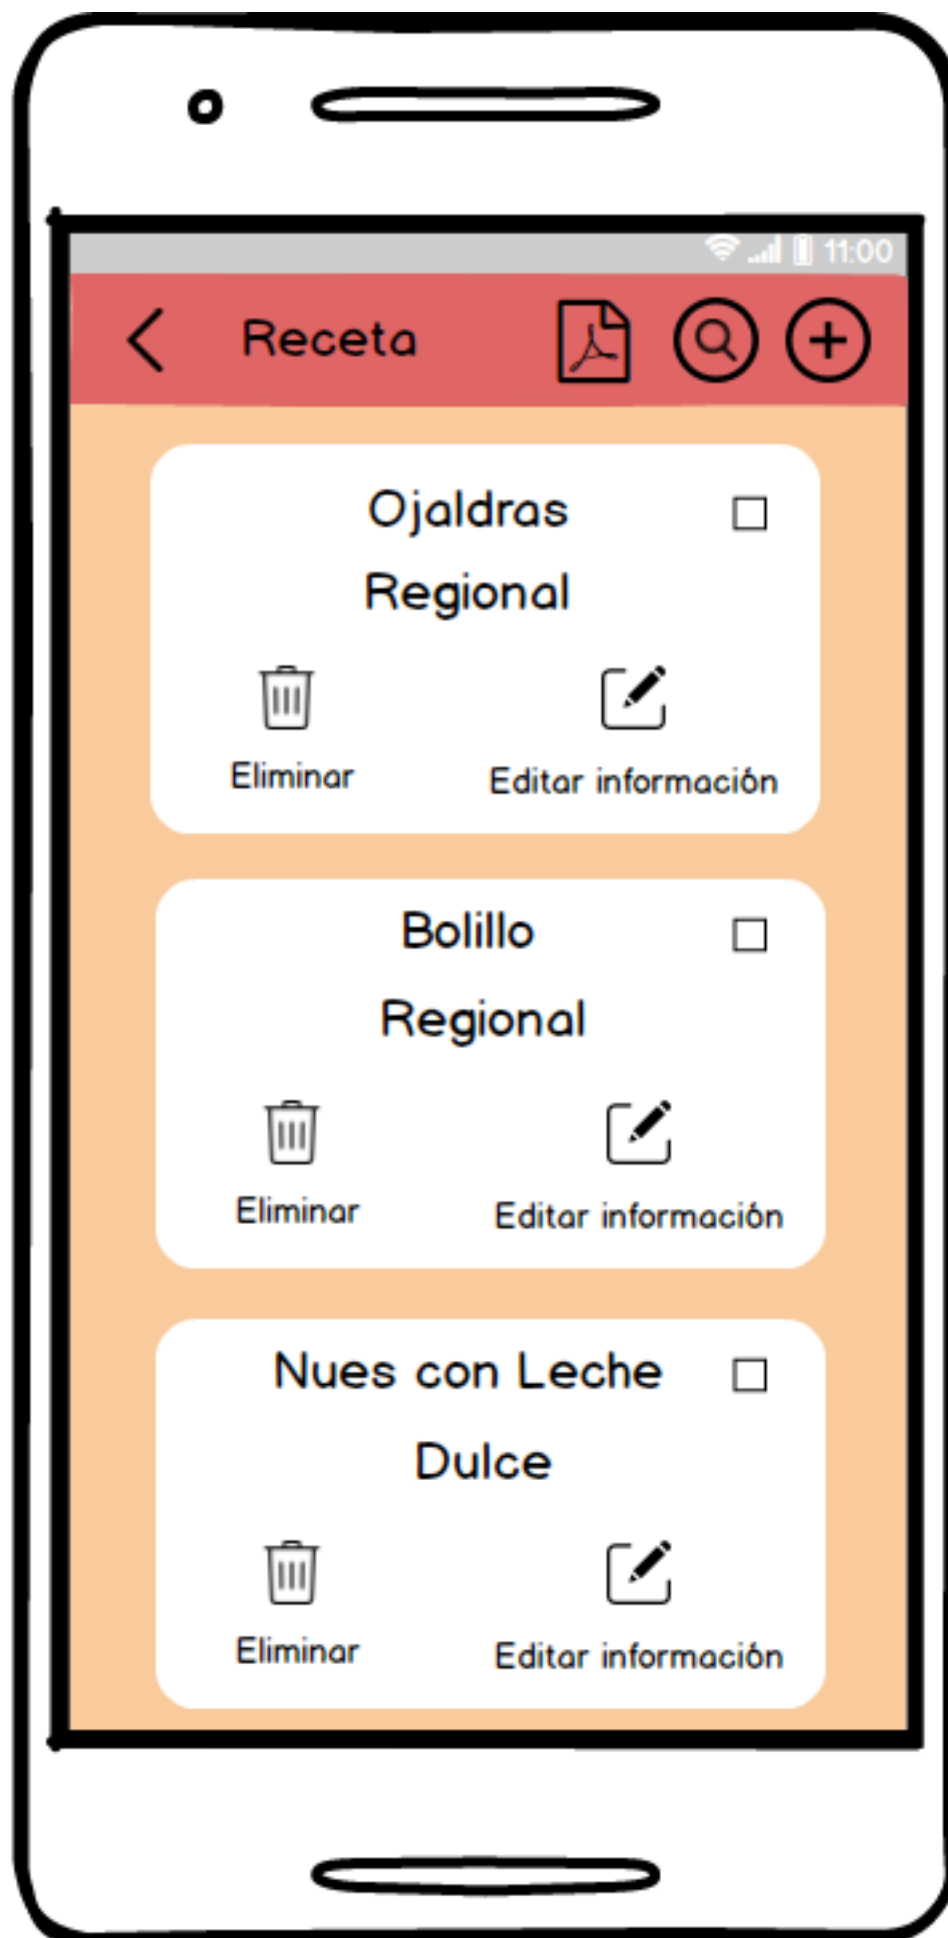 11:00
Receta
Ojaldras
Regional
Eliminar
Editar información
Bolillo
Regional
Eliminar
Editar información
Nues con Leche
Dulce
Eliminar
Editar información